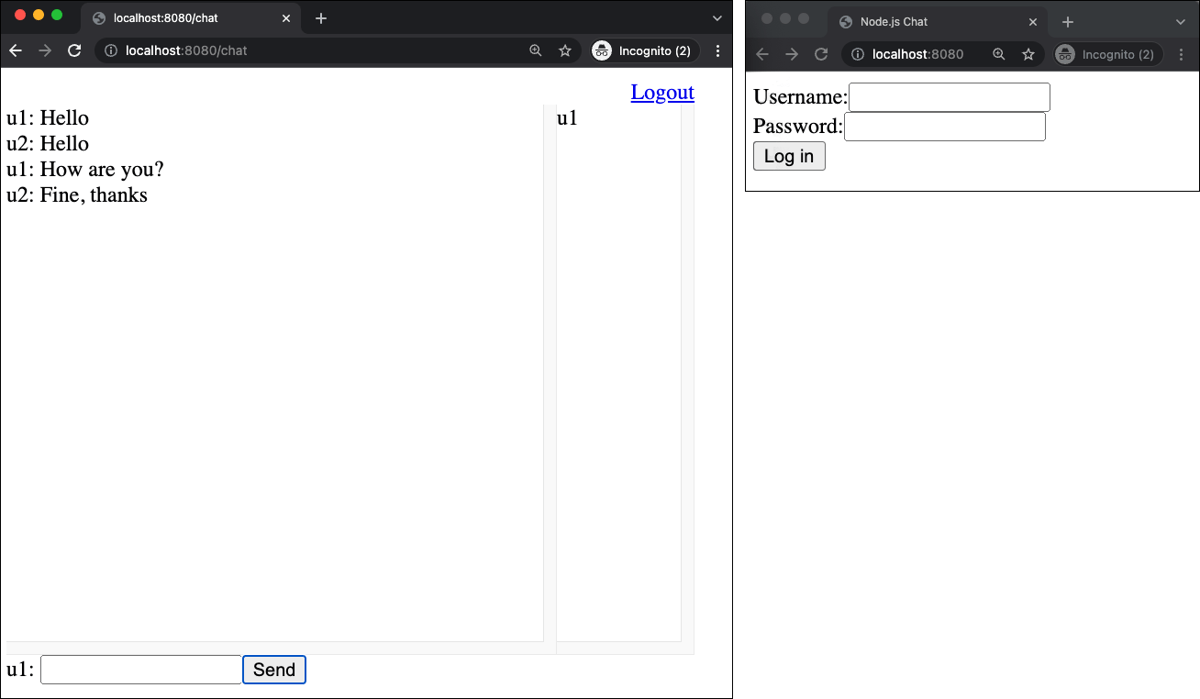 localhost:8080/chat
localhost:8080/chat
Incognito (2)
Logout
u1: Hello
u2: Hello
u1: How are you?
u2: Fine, thanks
u1
u1:
Send
Node.js Chat
localhost:8080
Incognito (2)
Username:
Password:
Log in